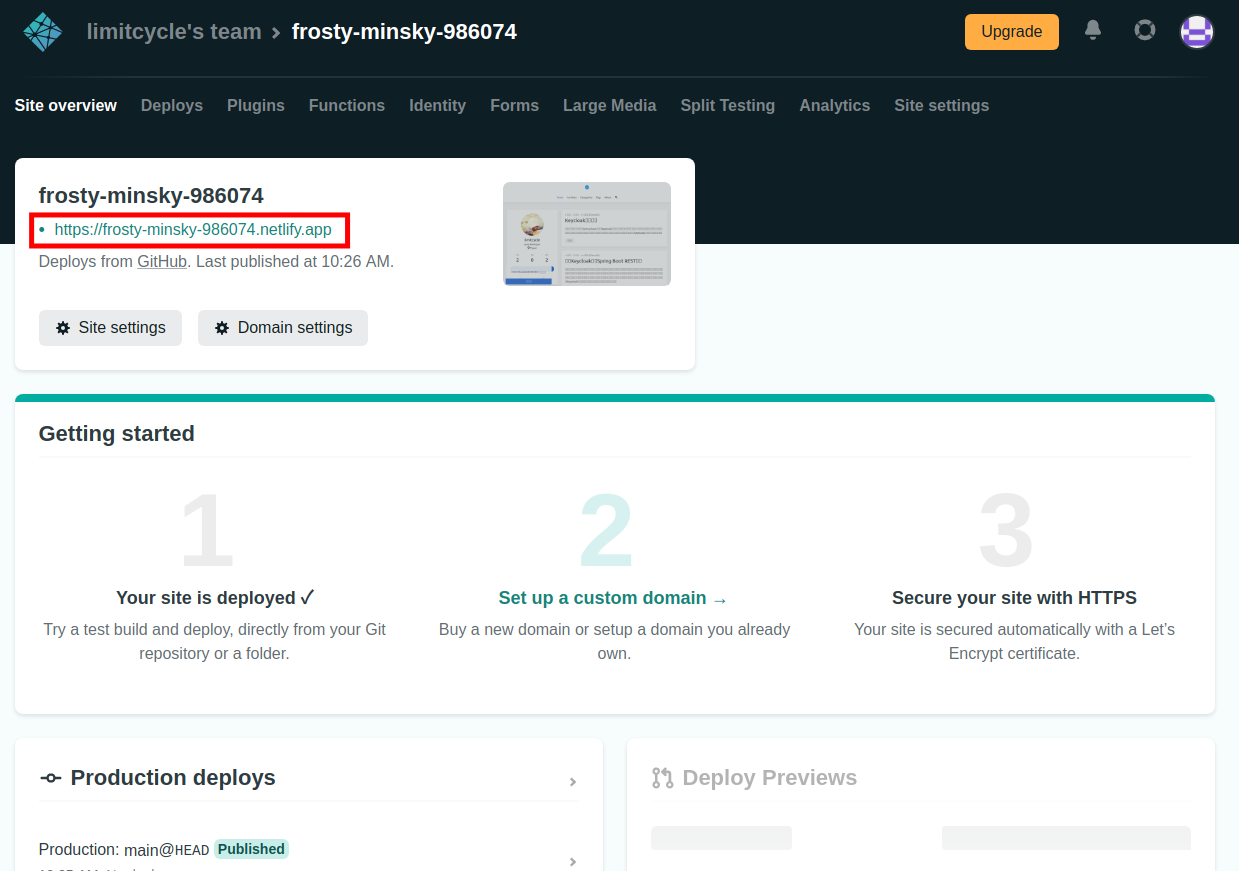 limitcycle's team › frosty-minsky-986074
Upgrade
Site overview Deploys Plugins Functions Identity Forms Large Media Split Testing Analytics Site settings
frosty-minsky-986074
• https://frosty-minsky-986074.netlify.app
Deploys from GitHub. Last published at 10:26 AM.
Site settings
Domain settings
Getting started
1
Your site is deployed ✓
Try a test build and deploy, directly from your Git
repository or a folder.
2
Set up a custom domain →
Buy a new domain or setup a domain you already
own.
3
Secure your site with HTTPS
Your site is secured automatically with a Let’s
Encrypt certificate.
Production deploys
Production: main@HEAD Published
Deploy Previews